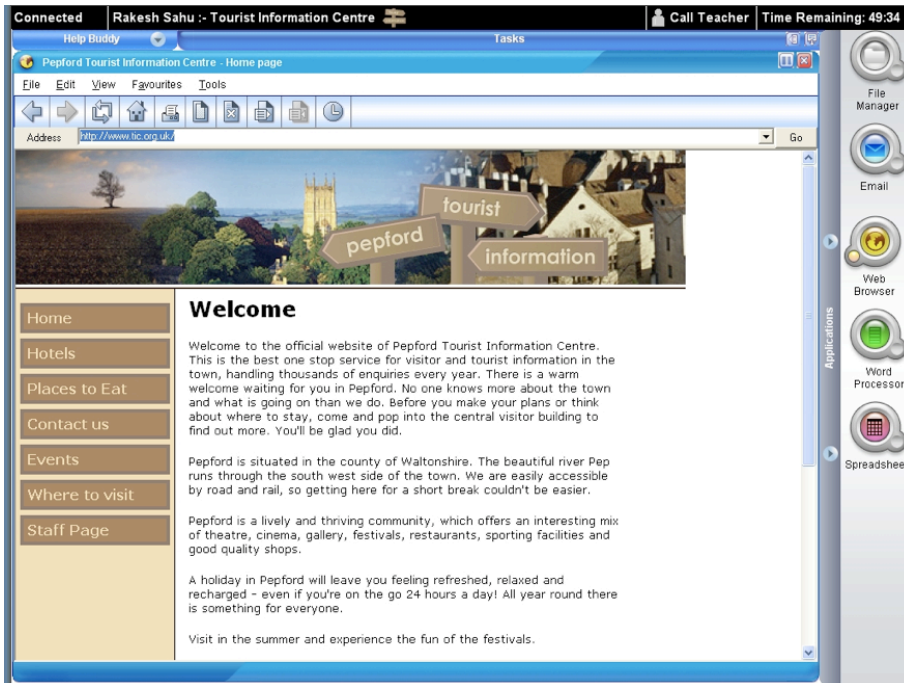 Connected
Rakesh Sahu :- Tourist Information Centre
Call Teacher
Time Remaining: 49:34
Help Buddy
Tasks
Pepford Tourist Information Centre - Home page
File Edit View Favourites Tools
Address http://www.tic.org.uk/ Go
pepford
tourist
information
Home
Hotels
Places to Eat
Contact us
Events
Where to visit
Staff Page
Welcome
Welcome to the official website of Pepford Tourist Information Centre.
This is the best one stop service for visitor and tourist information in the
town, handling thousands of enquiries every year. There is a warm
welcome waiting for you in Pepford. No one knows more about the town
and what is going on than we do. Before you make your plans or think
about where to stay, come and pop into the central visitor building to
find out more. You'll be glad you did.
Pepford is situated in the county of Waltonshire. The beautiful river Pep
runs through the south west side of the town. We are easily accessible
by road and rail, so getting here for a short break couldn't be easier.
Pepford is a lively and thriving community, which offers an interesting mix
of theatre, cinema, gallery, festivals, restaurants, sporting facilities and
good quality shops.
A holiday in Pepford will leave you feeling refreshed, relaxed and
recharged - even if you're on the go 24 hours a day! All year round there
is something for everyone.
Visit in the summer and experience the fun of the festivals.
Applications
File
Manager
Email
Web
Browser
Word
Processor
Spreadshee